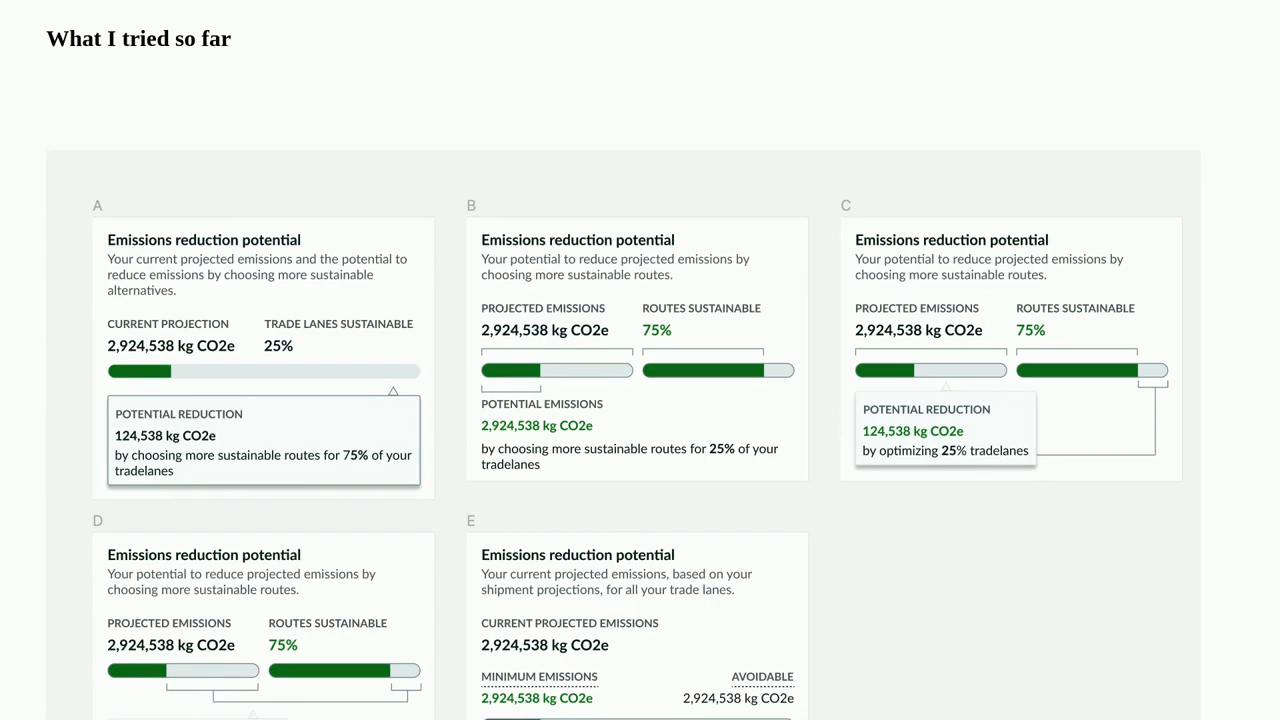 What I tried so far
A
Emissions reduction potential
Your current projected emissions and the potential to
reduce emissions by choosing more sustainable
alternatives.
CURRENT PROJECTION
TRADE LANES SUSTAINABLE
2,924,538 kg CO2e
25%
POTENTIAL REDUCTION
124,538 kg CO2e
by choosing more sustainable routes for 75% of your
tradelanes
B
Emissions reduction potential
Your potential to reduce projected emissions by
choosing more sustainable routes.
PROJECTED EMISSIONS
ROUTES SUSTAINABLE
2,924,538 kg CO2e
75%
POTENTIAL EMISSIONS
2,924,538 kg CO2e
by choosing more sustainable routes for 25% of your
tradelanes
C
Emissions reduction potential
Your potential to reduce projected emissions by
choosing more sustainable routes.
PROJECTED EMISSIONS
ROUTES SUSTAINABLE
2,924,538 kg CO2e
75%
POTENTIAL REDUCTION
124,538 kg CO2e
by optimizing 25% tradelanes
D
Emissions reduction potential
Your potential to reduce projected emissions by
choosing more sustainable routes.
PROJECTED EMISSIONS
ROUTES SUSTAINABLE
2,924,538 kg CO2e
75%
E
Emissions reduction potential
Your current projected emissions, based on your
shipment projections, for all your trade lanes.
CURRENT PROJECTED EMISSIONS
2,924,538 kg CO2e
MINIMUM EMISSIONS
AVOIDABLE
2,924,538 kg CO2e
2,924,538 kg CO2e